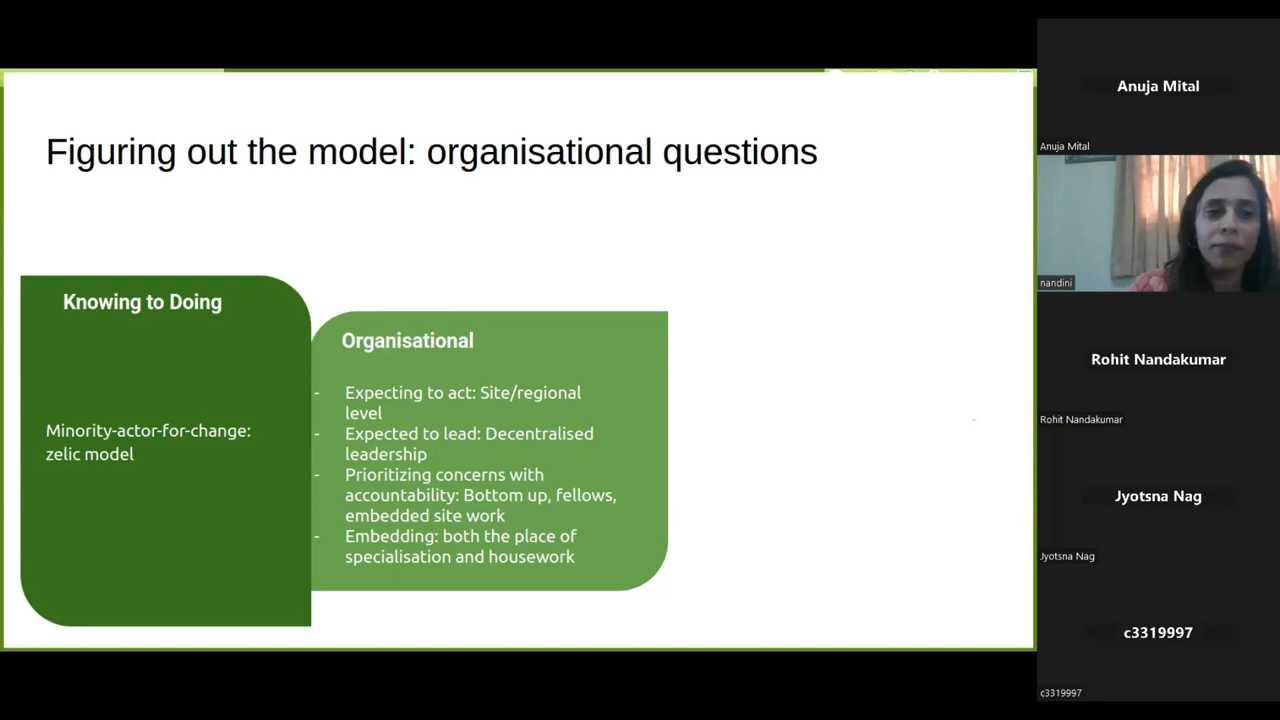 Figuring out the model: organisational questions
Knowing to Doing
Minority-actor-for-change:
zelic model
Organisational
- Expecting to act: Site/regional
level
- Expected to lead: Decentralised
leadership
- Prioritizing concerns with
accountability: Bottom up, fellows,
embedded site work
- Embedding: both the place of
specialisation and housework
Anuja Mital
Anuja Mital
nandini
Rohit Nandakumar
Rohit Nandakumar
Jyotsna Nag
Jyotsna Nag
c3319997
c3319997